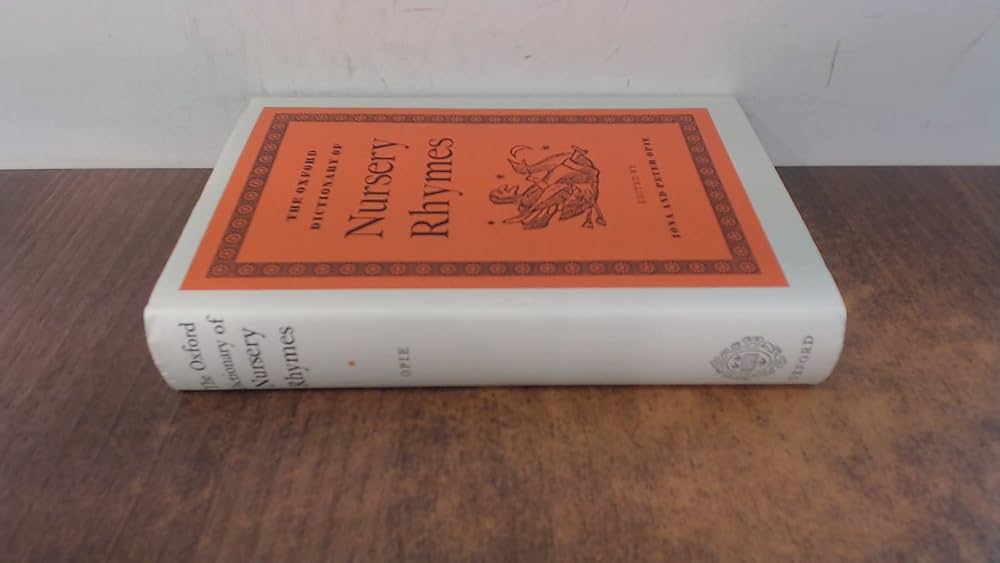 THE OXFORD
DICTIONARY OF
Nursery
Rhymes
EDITED BY
IONA AND PETER OPIE
The Oxford
Dictionary of
Nursery
Rhymes
OPIE
OXFORD